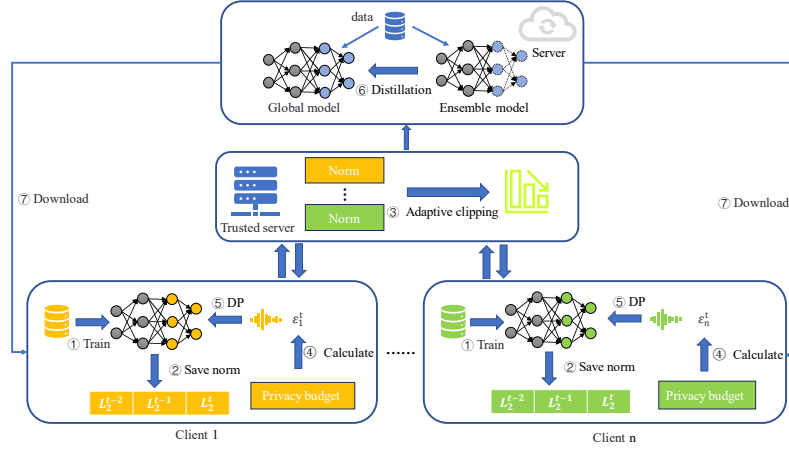 data
Server
⑥ Distillation
Global model
Ensemble model
Norm
⋮
⑦ Download
③ Adaptive clipping
⑦ Download
Norm
Trusted server
⑤ DP
ε₁ᵗ
① Train
④ Calculate
② Save norm
L₂ᵗ⁻² L₂ᵗ⁻¹ L₂ᵗ
Privacy budget
Client 1
......
⑤ DP
εₙᵗ
① Train
④ Calculate
② Save norm
L₂ᵗ⁻² L₂ᵗ⁻¹ L₂ᵗ
Privacy budget
Client n